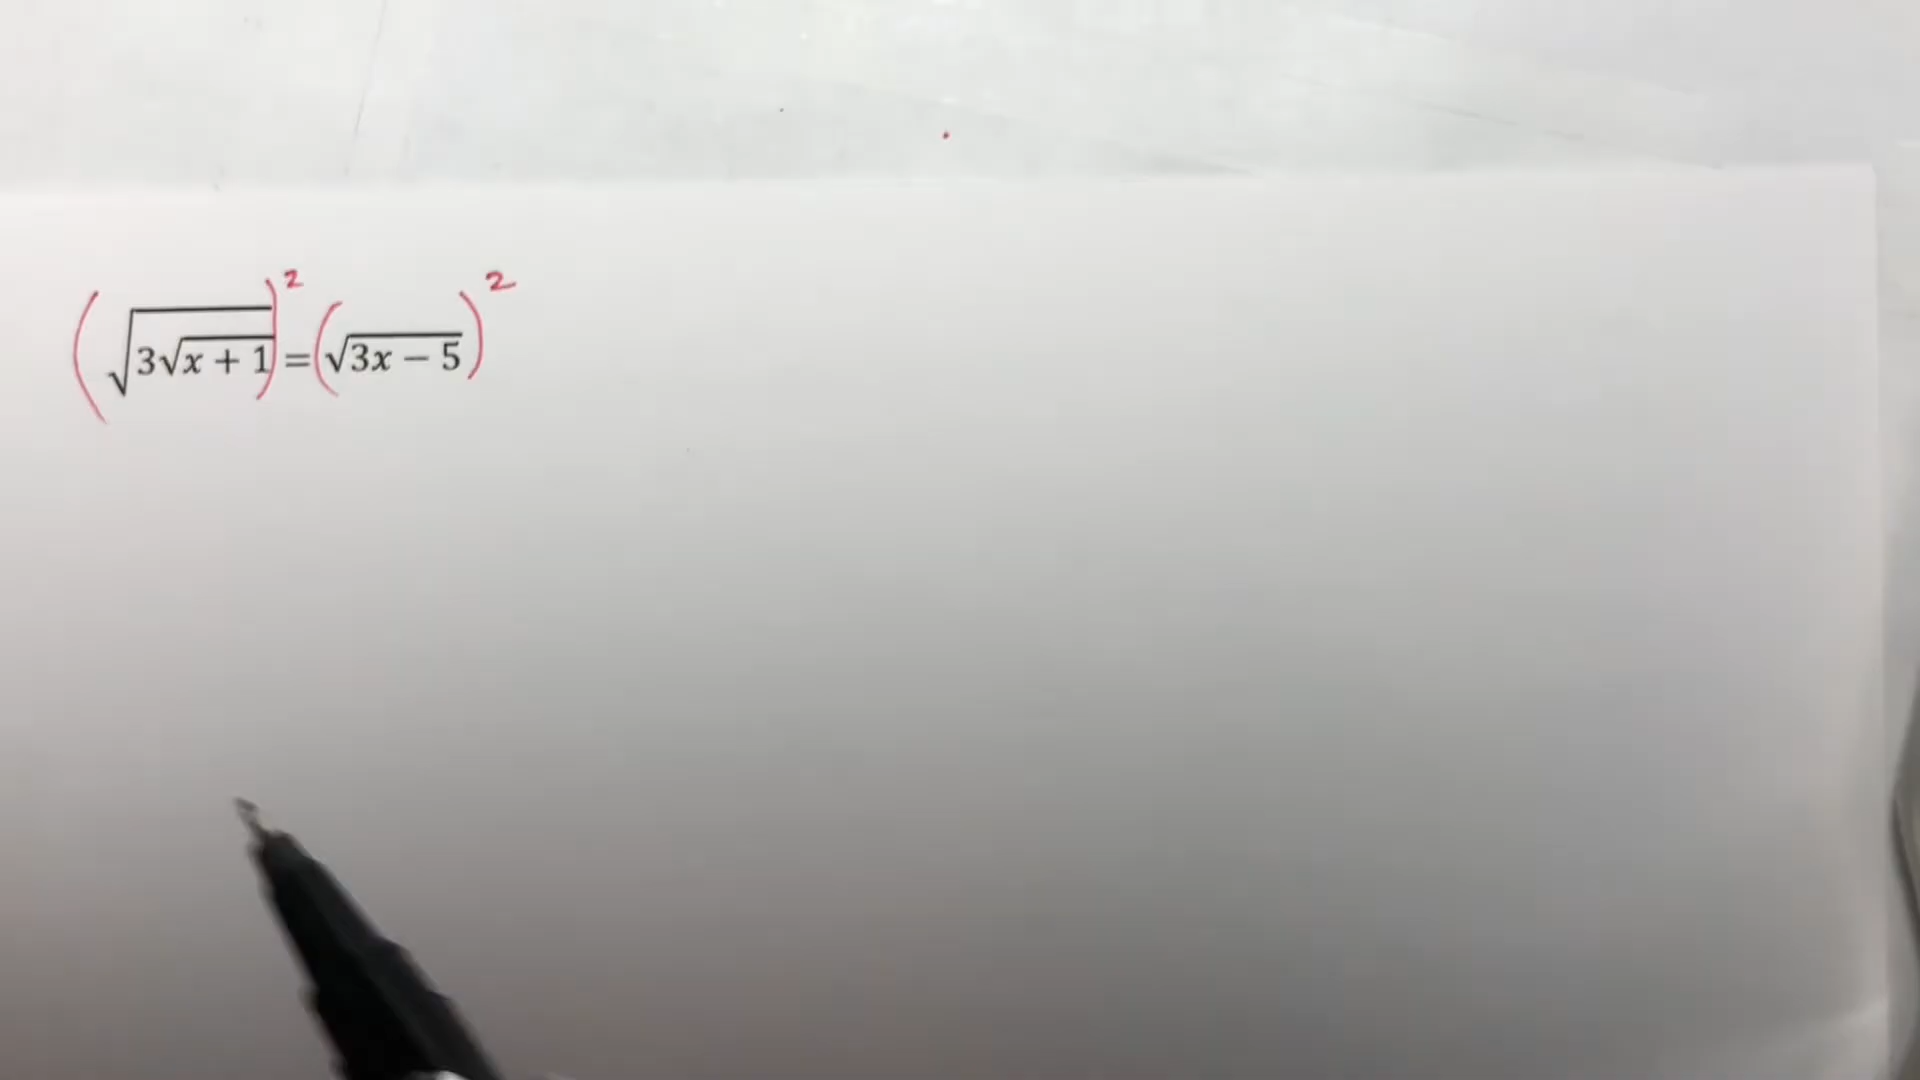 (√(3√(x + 1)))² = (√(3x − 5))²